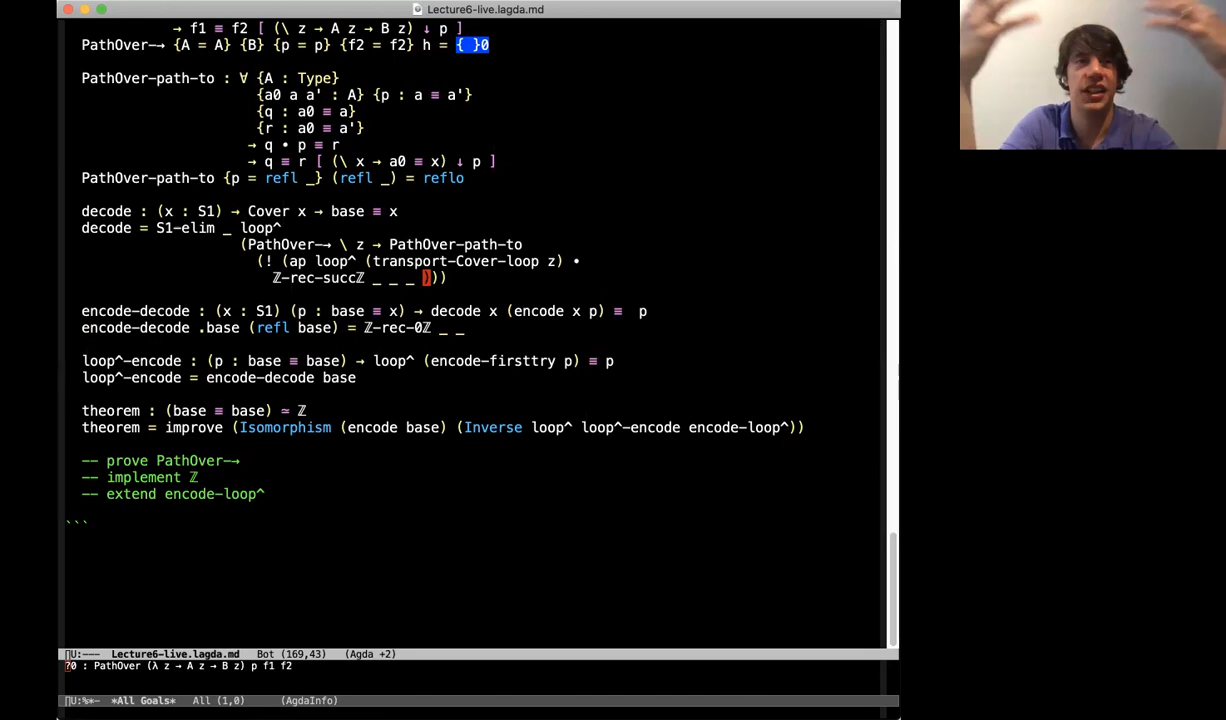 Lecture6-live.lagda.md
→ f1 ≡ f2 [ (\ z → A z → B z) ↓ p ]
PathOver-→ {A = A} {B} {p = p} {f2 = f2} h = { }0
PathOver-path-to : ∀ {A : Type}
{a0 a a' : A} {p : a ≡ a'}
{q : a0 ≡ a}
{r : a0 ≡ a'}
→ q ∙ p ≡ r
→ q ≡ r [ (\ x → a0 ≡ x) ↓ p ]
PathOver-path-to {p = refl _} (refl _) = reflo
decode : (x : S1) → Cover x → base ≡ x
decode = S1-elim _ loop^
(PathOver-→ \ z → PathOver-path-to
(! (ap loop^ (transport-Cover-loop z) ∙
ℤ-rec-succℤ _ _ _ )))
encode-decode : (x : S1) (p : base ≡ x) → decode x (encode x p) ≡ p
encode-decode .base (refl base) = ℤ-rec-0ℤ _ _
loop^-encode : (p : base ≡ base) → loop^ (encode-firsttry p) ≡ p
loop^-encode = encode-decode base
theorem : (base ≡ base) ≃ ℤ
theorem = improve (Isomorphism (encode base) (Inverse loop^ loop^-encode encode-loop^))
-- prove PathOver-→
-- implement ℤ
-- extend encode-loop^
```
U:--- Lecture6-live.lagda.md Bot (169,43) (Agda +2)
?0 : PathOver (λ z → A z → B z) p f1 f2
U:%*- *All Goals* All (1,0) (AgdaInfo)